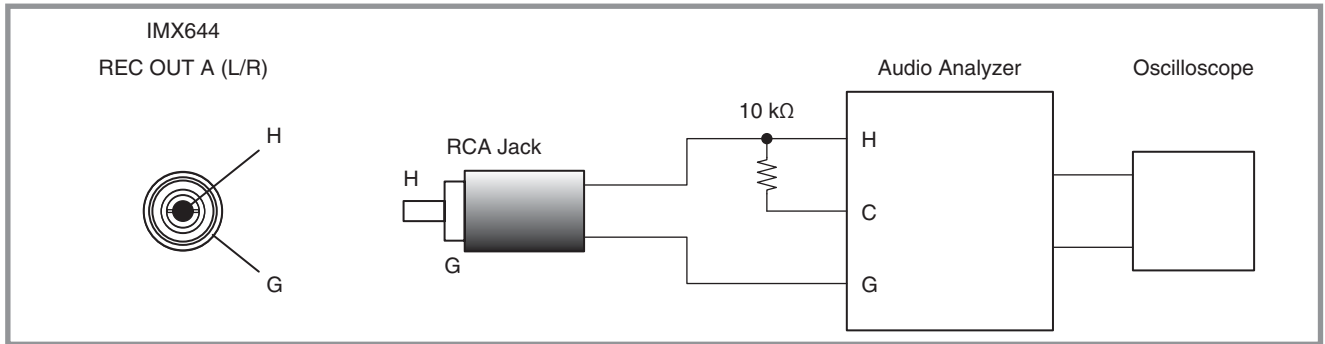 IMX644
REC OUT A (L/R)
H
G
RCA Jack
H
G
10 kΩ
Audio Analyzer
H
C
G
Oscilloscope